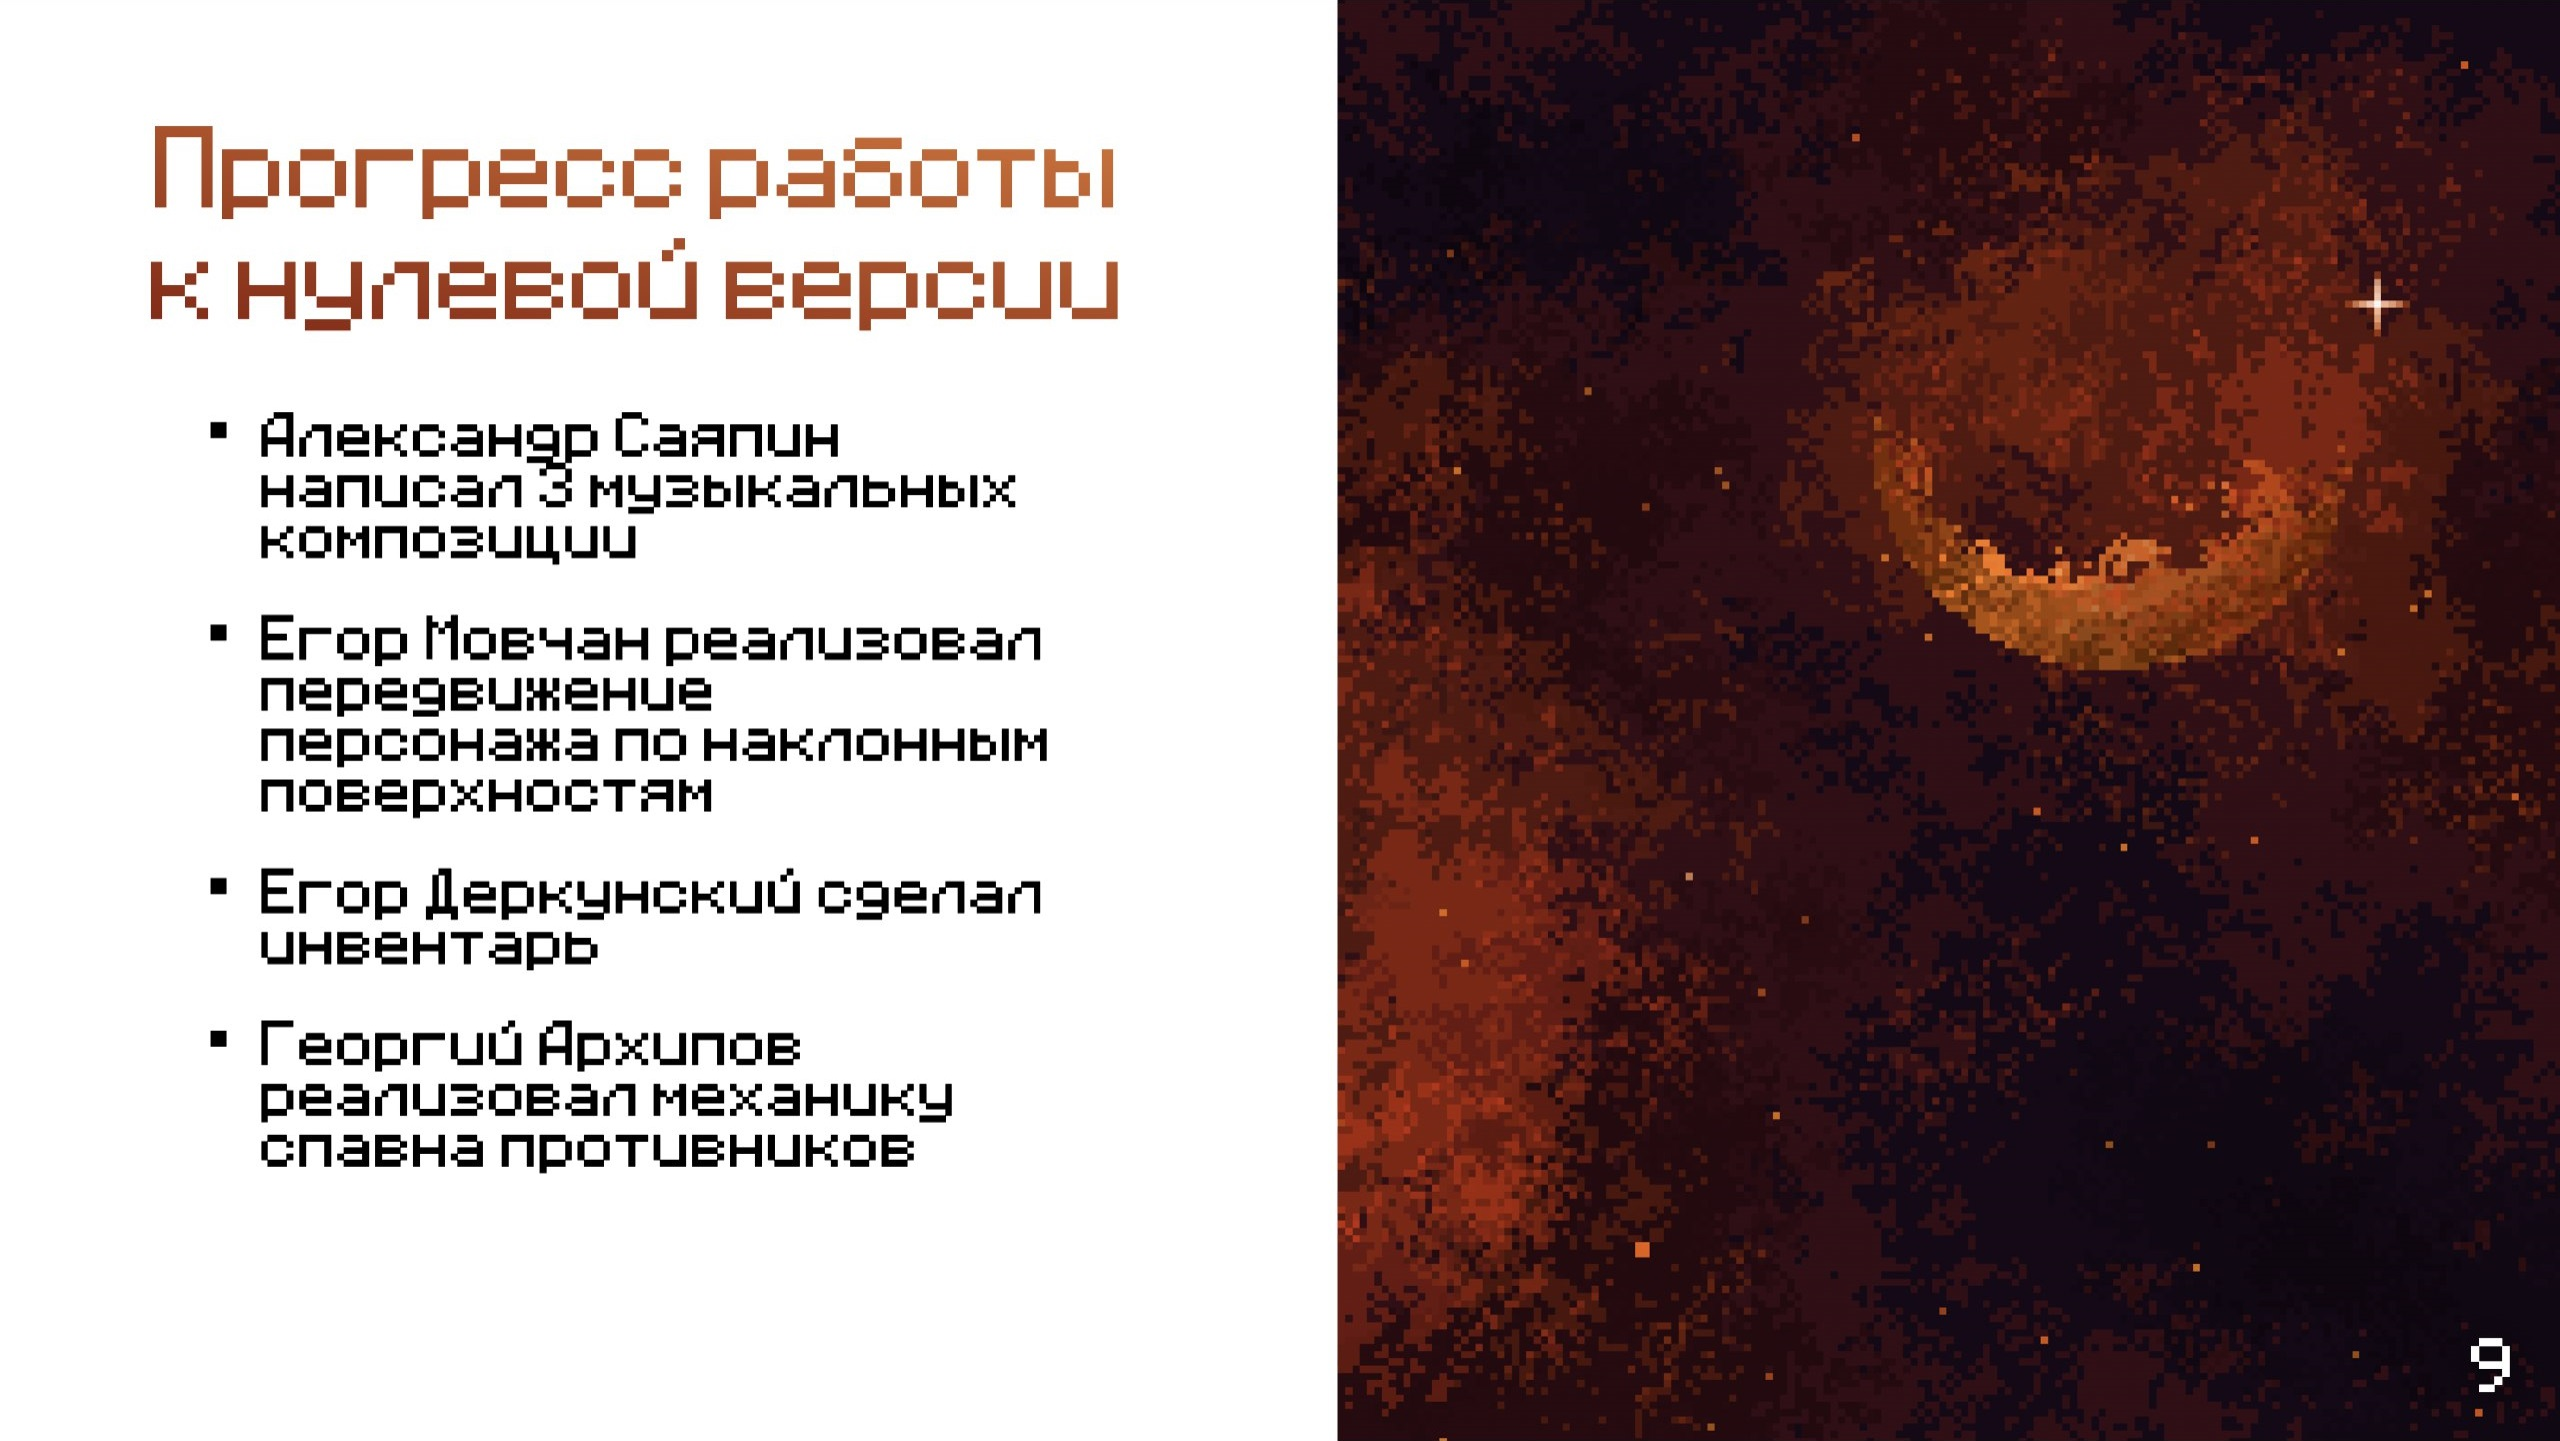 Прогресс работы
к нулевой версии
▪ Александр Саяпин
написал 3 музыкальных
композиции
▪ Егор Мовчан реализовал
передвижение
персонажа по наклонным
поверхностям
▪ Егор Деркунский сделал
инвентарь
▪ Георгий Архипов
реализовал механику
спавна противников
9